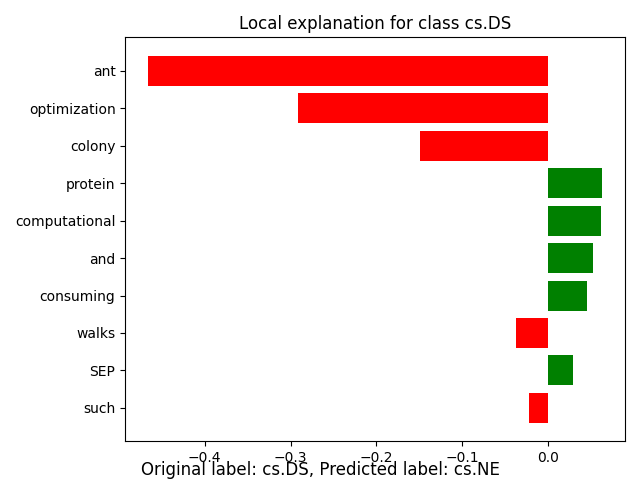 Local explanation for class cs.DS
ant
optimization
colony
protein
computational
and
consuming
walks
SEP
such
−0.4 −0.3 −0.2 −0.1 0.0
Original label: cs.DS, Predicted label: cs.NE